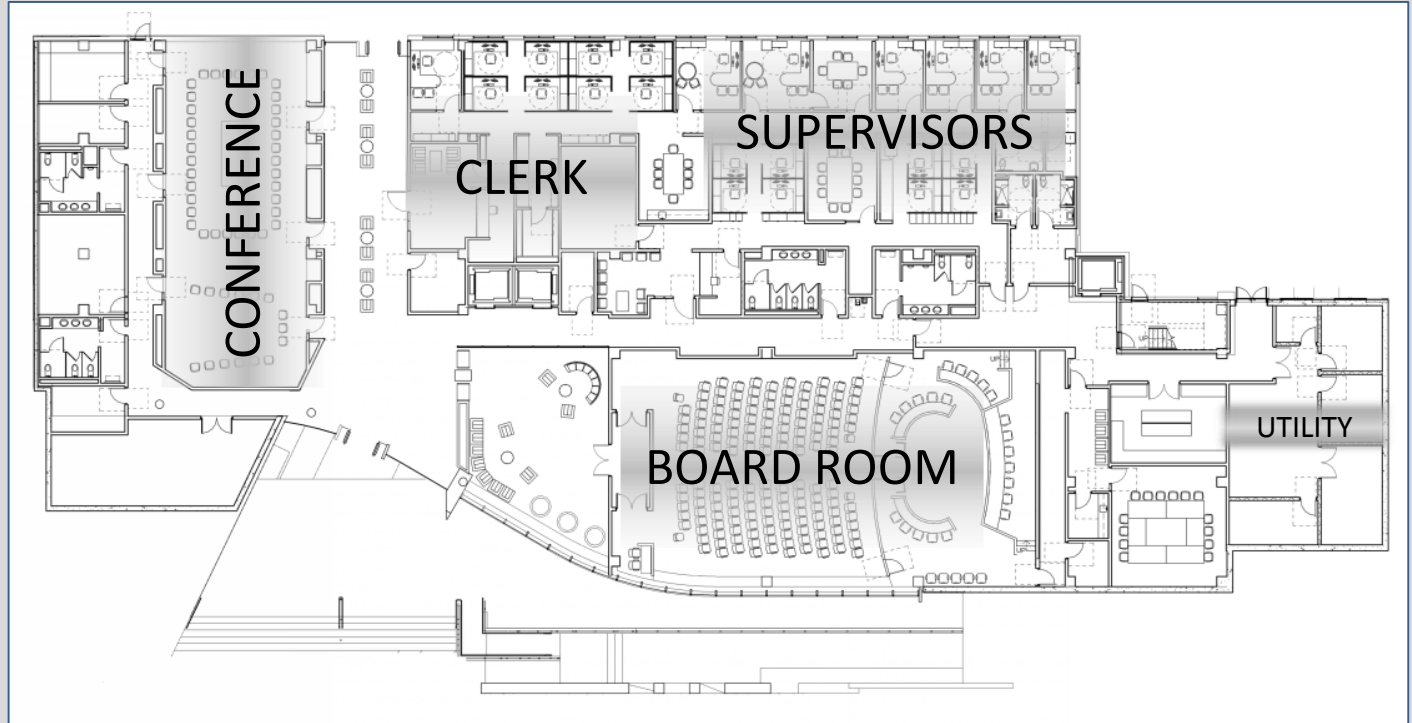 CONFERENCE
CLERK
SUPERVISORS
BOARD ROOM
UTILITY